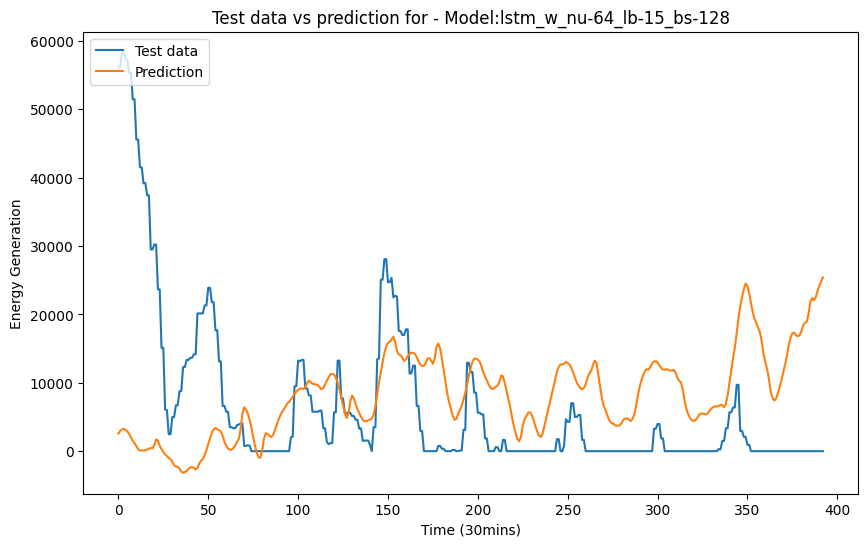 Test data vs prediction for - Model:lstm_w_nu-64_lb-15_bs-128
Test data
Prediction
Energy Generation
60000
50000
40000
30000
20000
10000
0
0 50 100 150 200 250 300 350 400
Time (30mins)